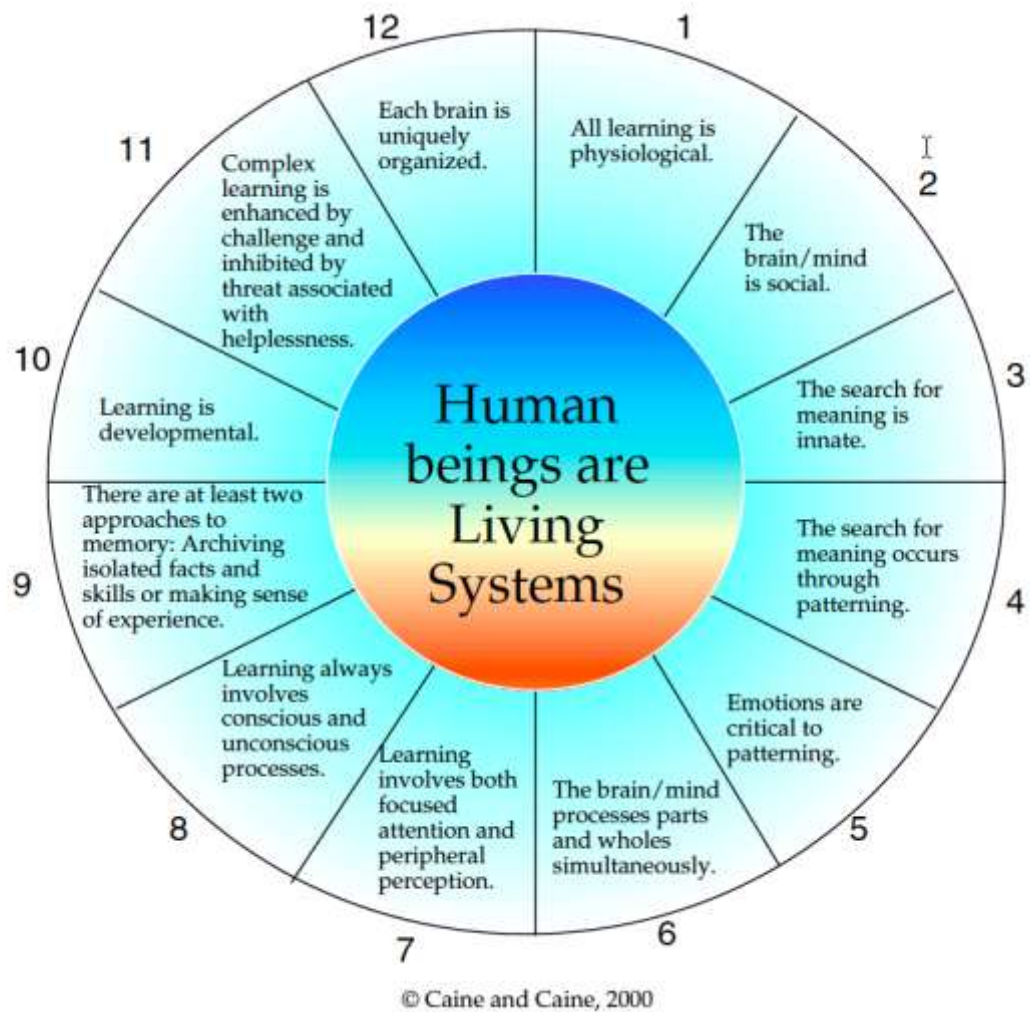 12
1
Each brain is
uniquely
organized.
All learning is
physiological.
11
Complex
learning is
enhanced by
challenge and
inhibited by
threat associated
with
helplessness.
2
The
brain/mind
is social.
10
Learning is
developmental.
3
The search for
meaning is
innate.
Human
beings are
Living
Systems
There are at least two
approaches to
memory: Archiving
isolated facts and
skills or making sense
of experience.
9
The search for
meaning occurs
through
patterning.
4
Learning always
involves
conscious and
unconscious
processes.
8
Emotions are
critical to
patterning.
5
Learning
involves both
focused
attention and
peripheral
perception.
7
The brain/mind
processes parts
and wholes
simultaneously.
6
© Caine and Caine, 2000